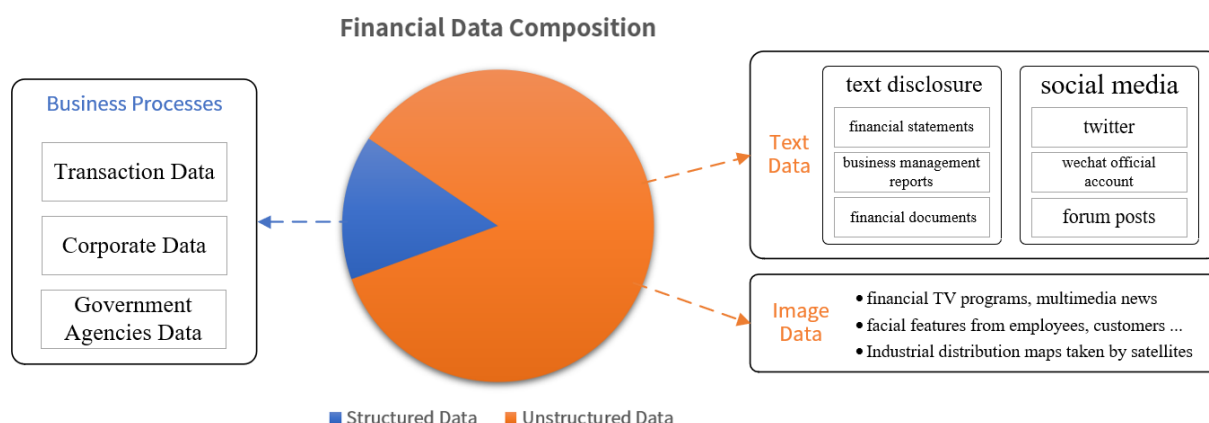 Financial Data Composition
Business Processes
Transaction Data
Corporate Data
Government
Agencies Data
Text
Data
text disclosure
financial statements
business management
reports
financial documents
social media
twitter
wechat official
account
forum posts
Image
Data
• financial TV programs, multimedia news
• facial features from employees, customers ...
• Industrial distribution maps taken by satellites
Structured Data
Unstructured Data